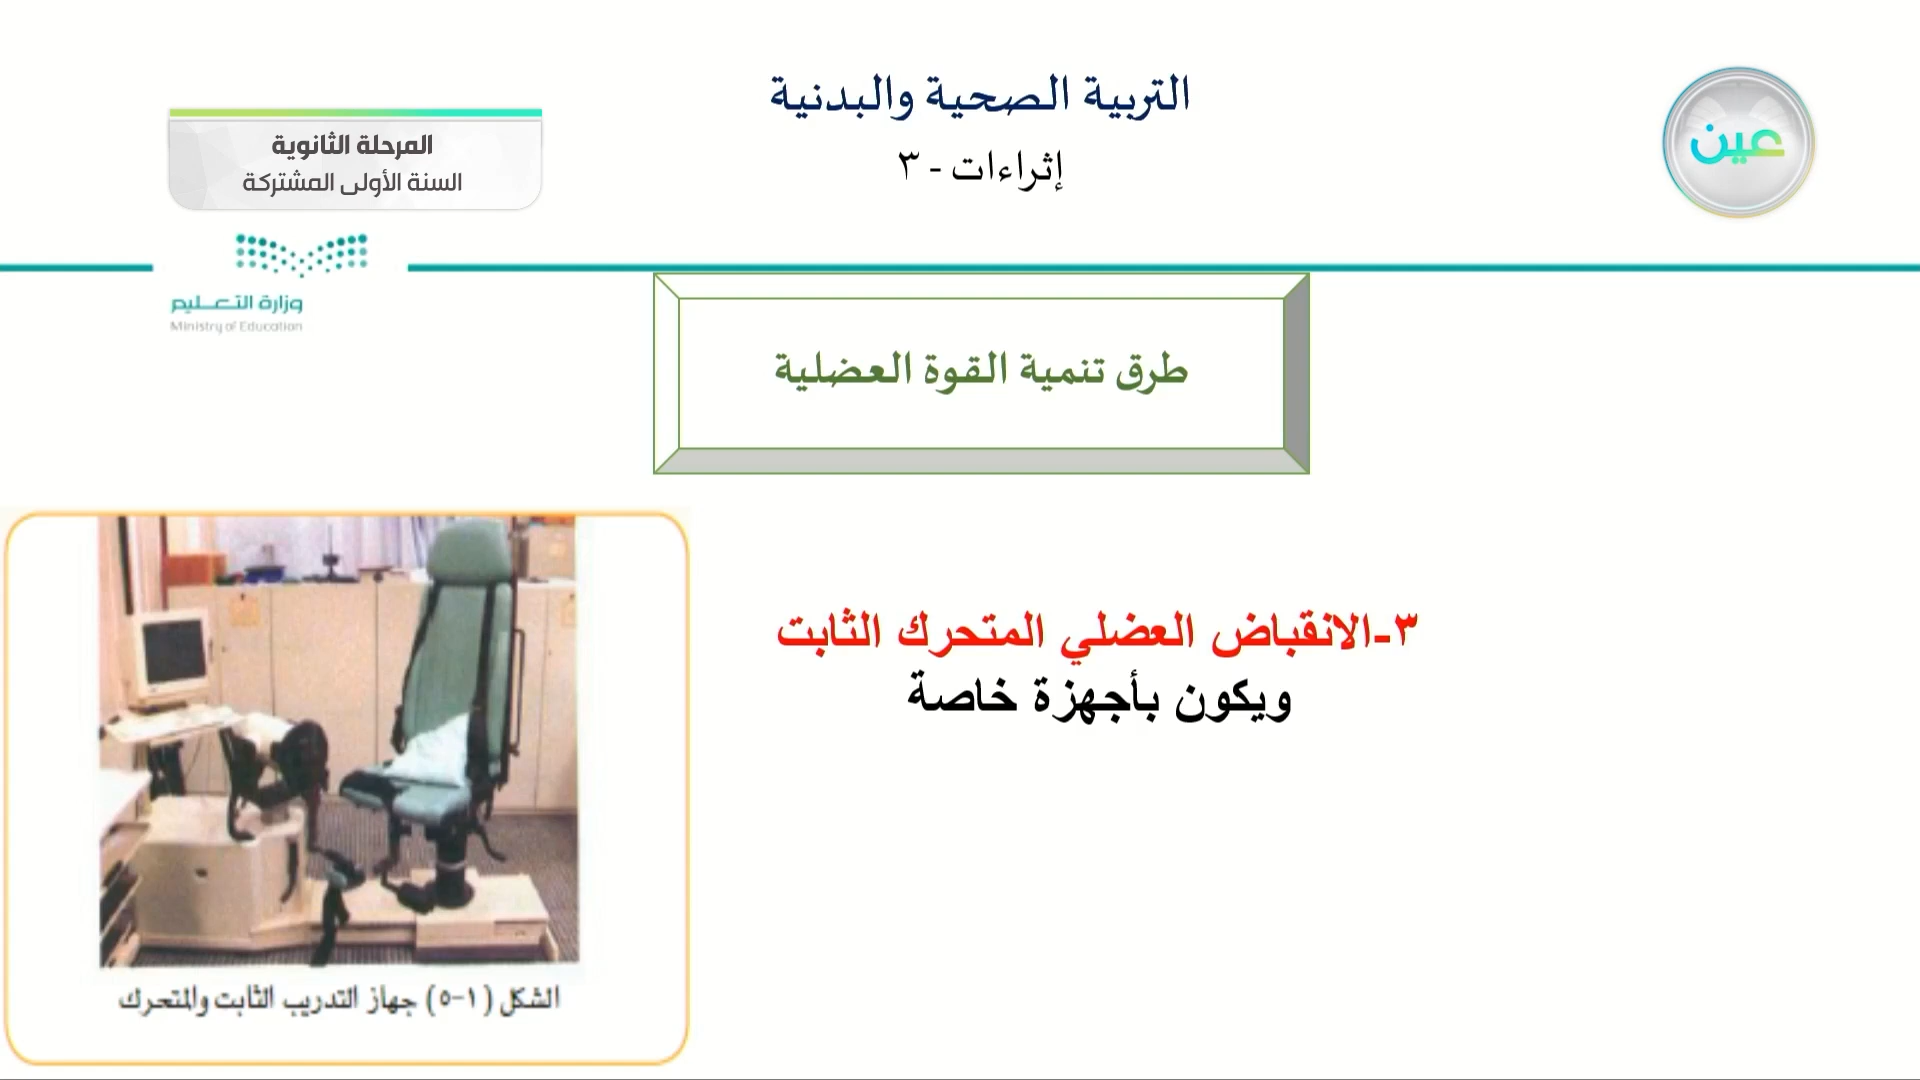 التربية الصحية والبدنية
إثراءات - ٣
عين
المرحلة الثانوية
السنة الأولى المشتركة
وزارة التعليم
Ministry of Education
طرق تنمية القوة العضلية
٣-الانقباض العضلي المتحرك الثابت
ويكون بأجهزة خاصة
الشكل (١-٥) جهاز التدريب الثابت والمتحرك